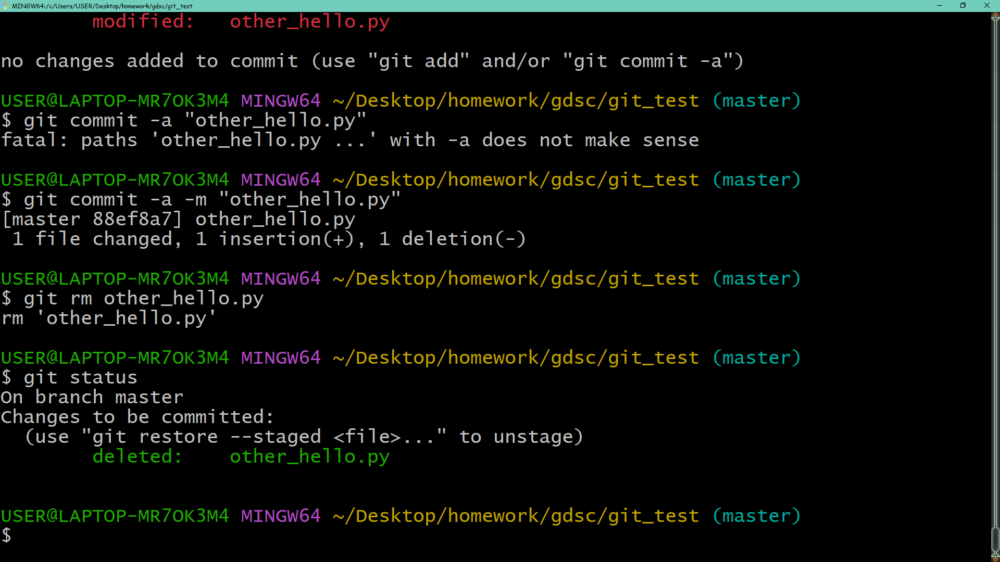 MINGW64:/c/Users/USER/Desktop/homework/gdsc/git_test
modified:   other_hello.py
no changes added to commit (use "git add" and/or "git commit -a")
USER@LAPTOP-MR7OK3M4 MINGW64 ~/Desktop/homework/gdsc/git_test (master)
$ git commit -a "other_hello.py"
fatal: paths 'other_hello.py ...' with -a does not make sense
USER@LAPTOP-MR7OK3M4 MINGW64 ~/Desktop/homework/gdsc/git_test (master)
$ git commit -a -m "other_hello.py"
[master 88ef8a7] other_hello.py
 1 file changed, 1 insertion(+), 1 deletion(-)
USER@LAPTOP-MR7OK3M4 MINGW64 ~/Desktop/homework/gdsc/git_test (master)
$ git rm other_hello.py
rm 'other_hello.py'
USER@LAPTOP-MR7OK3M4 MINGW64 ~/Desktop/homework/gdsc/git_test (master)
$ git status
On branch master
Changes to be committed:
  (use "git restore --staged <file>..." to unstage)
        deleted:    other_hello.py
USER@LAPTOP-MR7OK3M4 MINGW64 ~/Desktop/homework/gdsc/git_test (master)
$